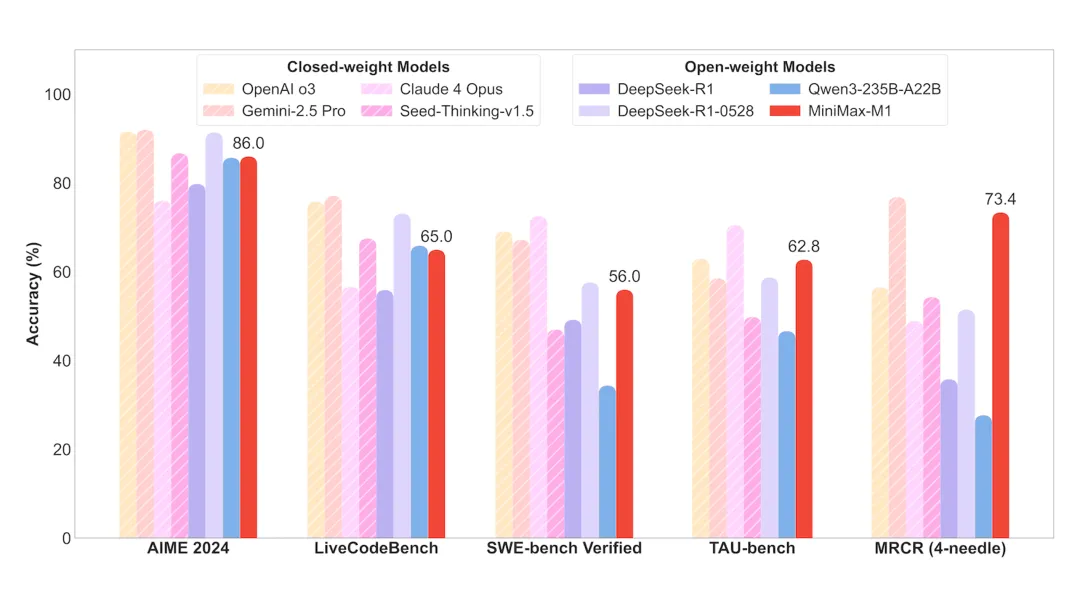 Closed-weight Models
OpenAI o3
Claude 4 Opus
Gemini-2.5 Pro
Seed-Thinking-v1.5
Open-weight Models
DeepSeek-R1
Qwen3-235B-A22B
DeepSeek-R1-0528
MiniMax-M1
Accuracy (%)
100
80
60
40
20
0
86.0
65.0
56.0
62.8
73.4
AIME 2024
LiveCodeBench
SWE-bench Verified
TAU-bench
MRCR (4-needle)